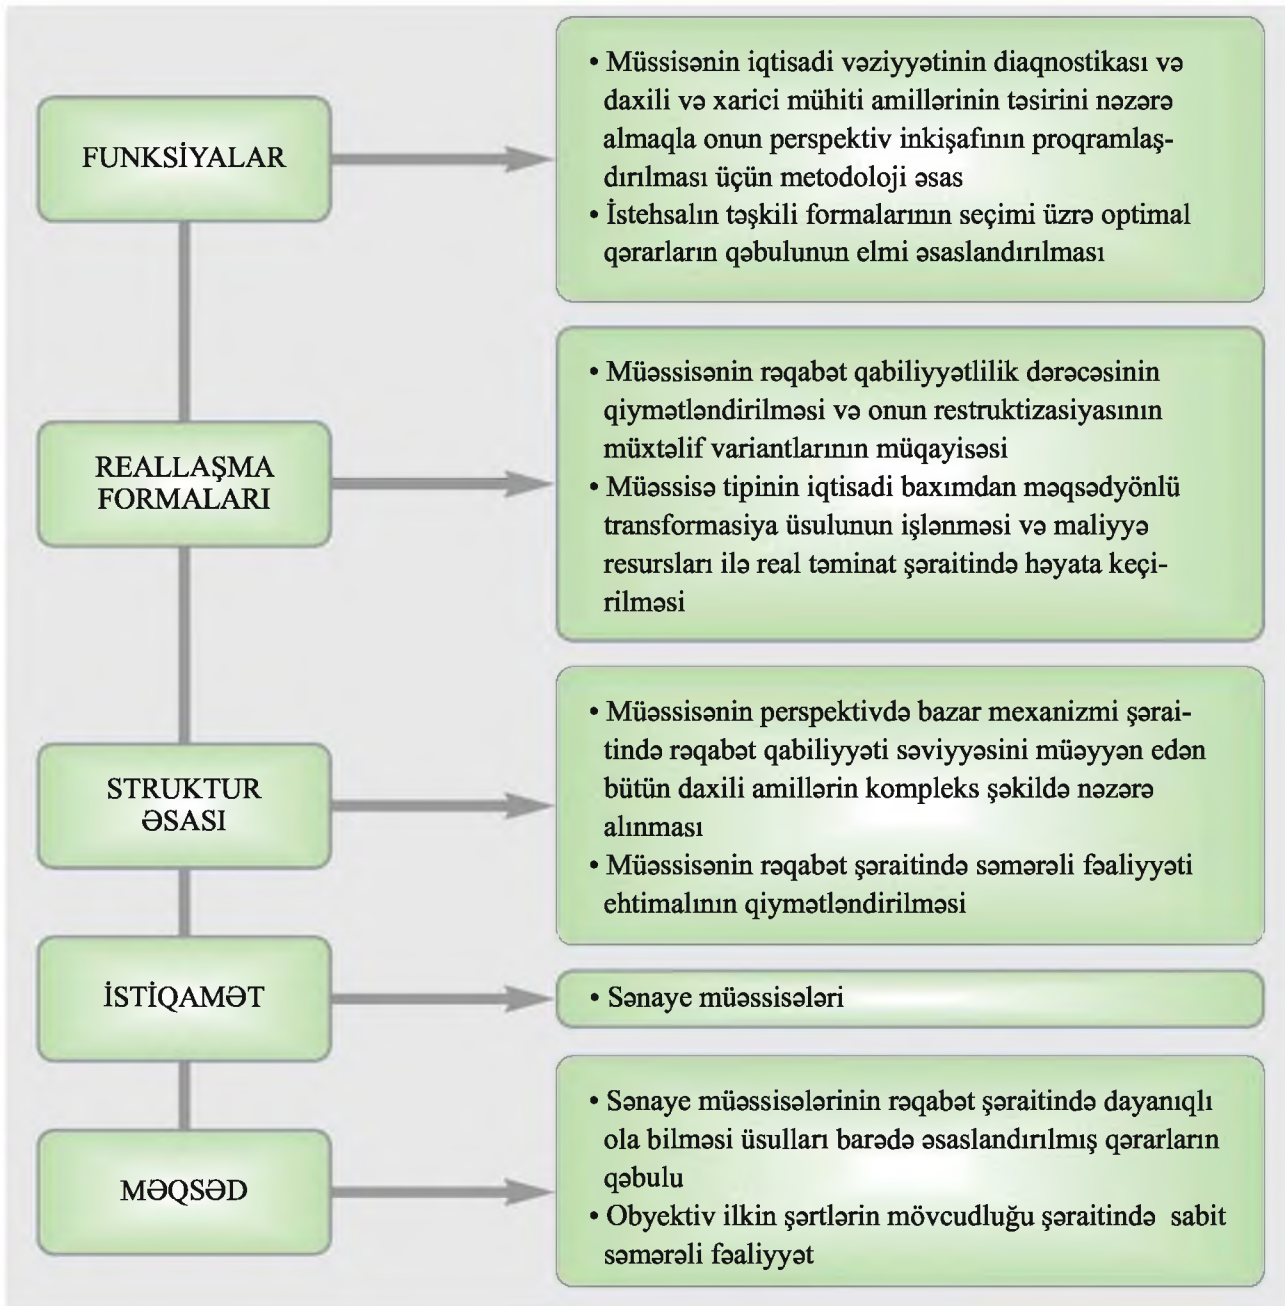 FUNKSİYALAR
• Müssisənin iqtisadi vəziyyətinin diaqnostikası və
daxili və xarici mühiti amillərinin təsirini nəzərə
almaqla onun perspektiv inkişafının proqramlaş-
dırılması üçün metodoloji əsas
• İstehsalın təşkili formalarının seçimi üzrə optimal
qərarların qəbulunun elmi əsaslandırılması
REALLAŞMA
FORMALARI
• Müəssisənin rəqabət qabiliyyətlilik dərəcəsinin
qiymətləndirilməsi və onun restruktizasiyasının
müxtəlif variantlarının müqayisəsi
• Müəssisə tipinin iqtisadi baxımdan məqsədyönlü
transformasiya üsulunun işlənməsi və maliyyə
resursları ilə real təminat şəraitində həyata keçi-
rilməsi
STRUKTUR
ƏSASI
• Müəssisənin perspektivdə bazar mexanizmi şərai-
tində rəqabət qabiliyyəti səviyyəsini müəyyən edən
bütün daxili amillərin kompleks şəkildə nəzərə
alınması
• Müəssisənin rəqabət şəraitində səmərəli fəaliyyəti
ehtimalının qiymətləndirilməsi
İSTİQAMƏT
• Sənaye müəssisələri
MƏQSƏD
• Sənaye müəssisələrinin rəqabət şəraitində dayanıqlı
ola bilməsi üsulları barədə əsaslandırılmış qərarların
qəbulu
• Obyektiv ilkin şərtlərin mövcudluğu şəraitində sabit
səmərəli fəaliyyət